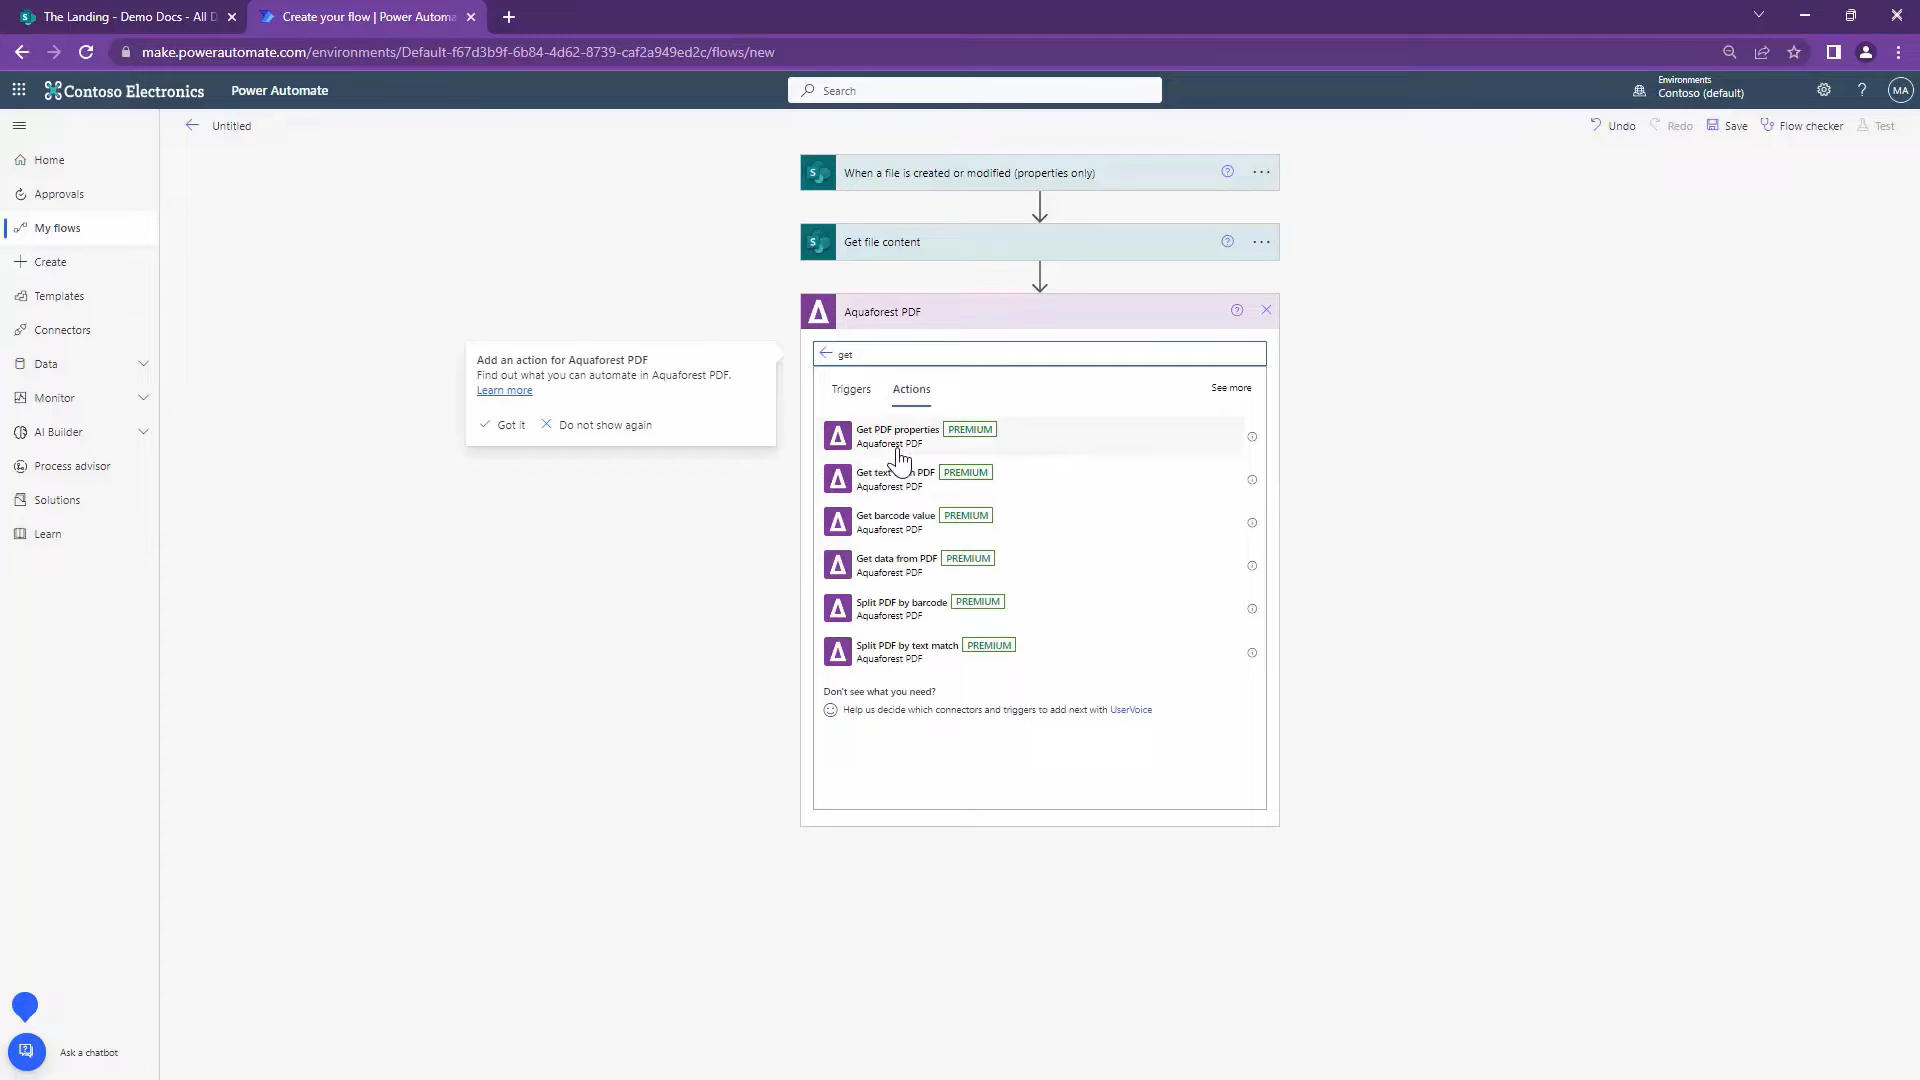 The Landing - Demo Docs - All D
Create your flow | Power Automa
make.powerautomate.com/environments/Default-f67d3b9f-6b84-4d62-8739-caf2a949ed2c/flows/new
Contoso Electronics
Power Automate
Search
Environments
Contoso (default)
MA
Untitled
Undo
Redo
Save
Flow checker
Test
Home
Approvals
My flows
Create
Templates
Connectors
Data
Monitor
AI Builder
Process advisor
Solutions
Learn
Ask a chatbot
When a file is created or modified (properties only)
Get file content
Aquaforest PDF
Add an action for Aquaforest PDF
Find out what you can automate in Aquaforest PDF.
Learn more
Got it
Do not show again
get
Triggers
Actions
See more
Get PDF properties PREMIUM
Aquaforest PDF
Get text PDF PREMIUM
Aquaforest PDF
Get barcode value PREMIUM
Aquaforest PDF
Get data from PDF PREMIUM
Aquaforest PDF
Split PDF by barcode PREMIUM
Aquaforest PDF
Split PDF by text match PREMIUM
Aquaforest PDF
Don't see what you need?
Help us decide which connectors and triggers to add next with UserVoice